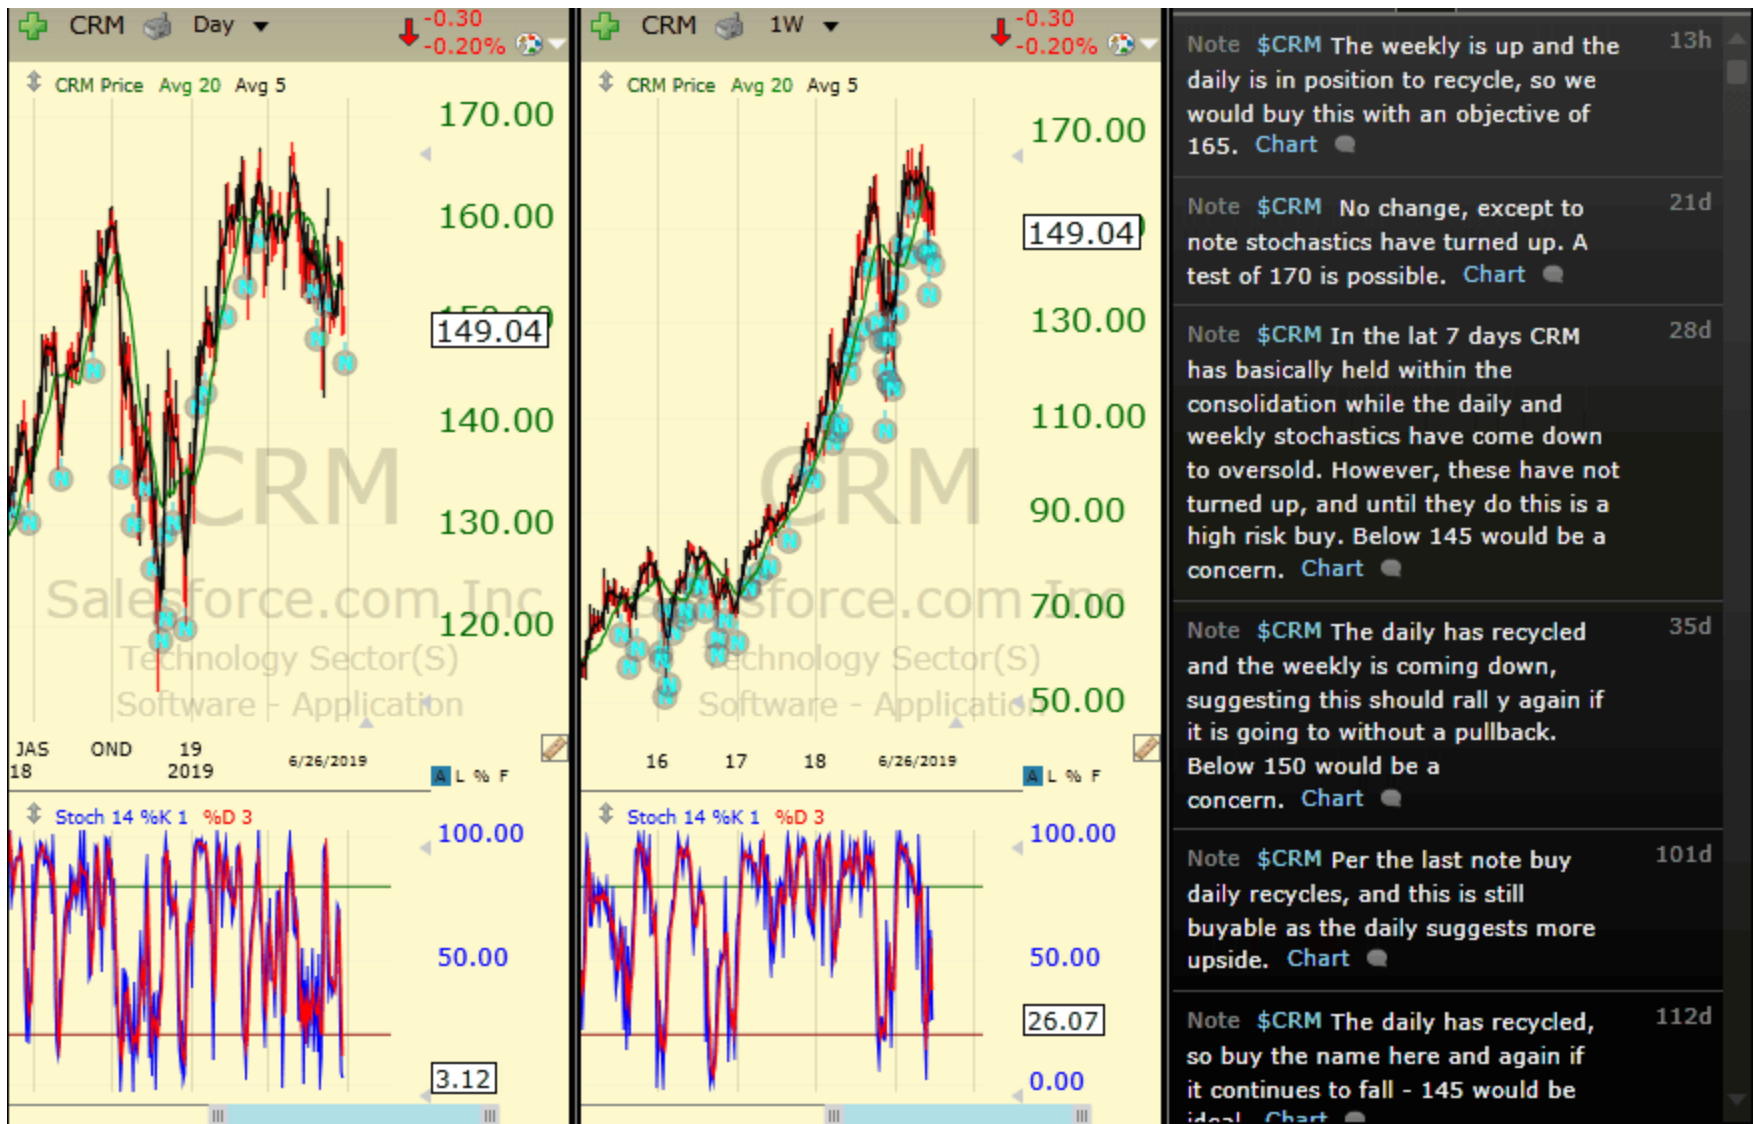 CRM Day
-0.30
-0.20%
CRM Price Avg 20 Avg 5
170.00
160.00
149.04
140.00
130.00
120.00
CRM
Salesforce.com Inc
Technology Sector(S)
Software - Application
JAS OND 19
18 2019 6/26/2019
A L % F
Stoch 14 %K 1 %D 3
100.00
50.00
3.12
CRM 1W
-0.30
-0.20%
CRM Price Avg 20 Avg 5
170.00
149.04
130.00
110.00
90.00
70.00
50.00
CRM
Salesforce.com Inc
Technology Sector(S)
Software - Application
16 17 18 6/26/2019
A L % F
Stoch 14 %K 1 %D 3
100.00
50.00
26.07
0.00
Note $CRM The weekly is up and the 13h
daily is in position to recycle, so we
would buy this with an objective of
165. Chart
Note $CRM No change, except to 21d
note stochastics have turned up. A
test of 170 is possible. Chart
Note $CRM In the lat 7 days CRM 28d
has basically held within the
consolidation while the daily and
weekly stochastics have come down
to oversold. However, these have not
turned up, and until they do this is a
high risk buy. Below 145 would be a
concern. Chart
Note $CRM The daily has recycled 35d
and the weekly is coming down,
suggesting this should rall y again if
it is going to without a pullback.
Below 150 would be a
concern. Chart
Note $CRM Per the last note buy 101d
daily recycles, and this is still
buyable as the daily suggests more
upside. Chart
Note $CRM The daily has recycled, 112d
so buy the name here and again if
it continues to fall - 145 would be
ideal. Chart